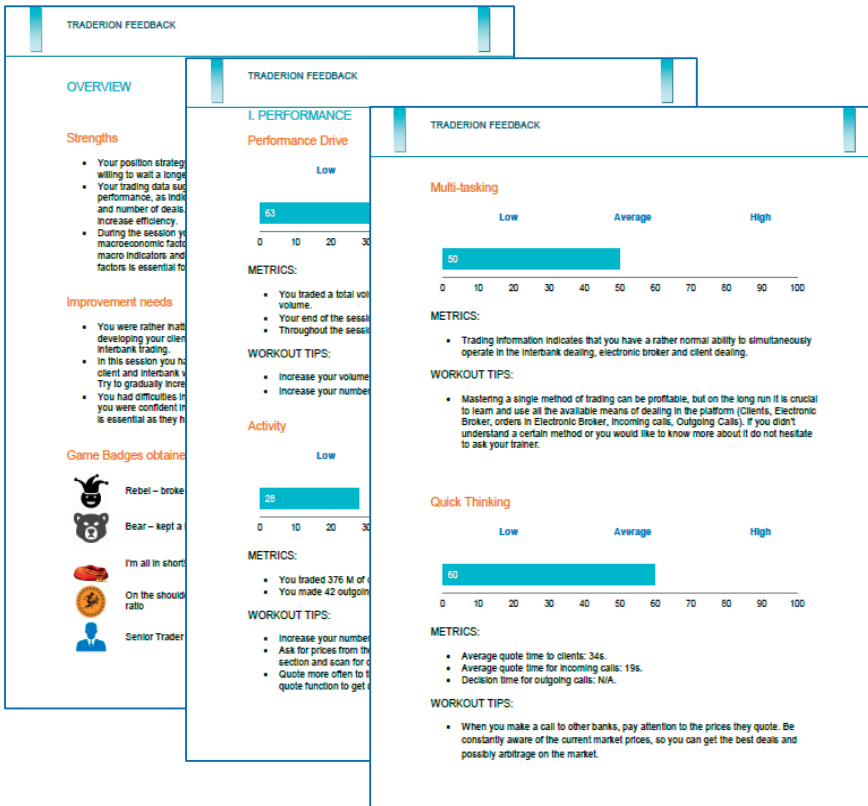 TRADERION FEEDBACK
OVERVIEW
Strengths
• Your position strategy
willing to wait a longe
• Your trading data sug
performance, as indic
and number of deals.
increase efficiency.
• During the session yo
macroeconomic facto
macro indicators and
factors is essential fo
Improvement needs
• You were rather inatt
developing your clien
interbank trading.
• In this session you ha
client and interbank v
Try to gradually incre
• You had difficulties in
you were confident in
is essential as they h
Game Badges obtaine
Rebel – broke
Bear – kept a
I'm all in short!
On the should
ratio
Senior Trader
TRADERION FEEDBACK
I. PERFORMANCE
Performance Drive
Low
63
0 10 20 30
METRICS:
• You traded a total vol
volume.
• Your end of the sessi
• Throughout the sessi
WORKOUT TIPS:
• Increase your volume
• Increase your number
Activity
Low
28
0 10 20 30
METRICS:
• You traded 376 M of
• You made 42 outgoin
WORKOUT TIPS:
• Increase your number
• Ask for prices from the
section and scan for
• Quote more often to t
quote function to get
TRADERION FEEDBACK
Multi-tasking
Low Average High
50
0 10 20 30 40 50 60 70 80 90 100
METRICS:
• Trading information indicates that you have a rather normal ability to simultaneously
operate in the interbank dealing, electronic broker and client dealing.
WORKOUT TIPS:
• Mastering a single method of trading can be profitable, but on the long run it is crucial
to learn and use all the available means of dealing in the platform (Clients, Electronic
Broker, orders in Electronic Broker, Incoming calls, Outgoing Calls). If you didn't
understand a certain method or you would like to know more about it do not hesitate
to ask your trainer.
Quick Thinking
Low Average High
60
0 10 20 30 40 50 60 70 80 90 100
METRICS:
• Average quote time to clients: 34s.
• Average quote time for incoming calls: 19s.
• Decision time for outgoing calls: N/A.
WORKOUT TIPS:
• When you make a call to other banks, pay attention to the prices they quote. Be
constantly aware of the current market prices, so you can get the best deals and
possibly arbitrage on the market.